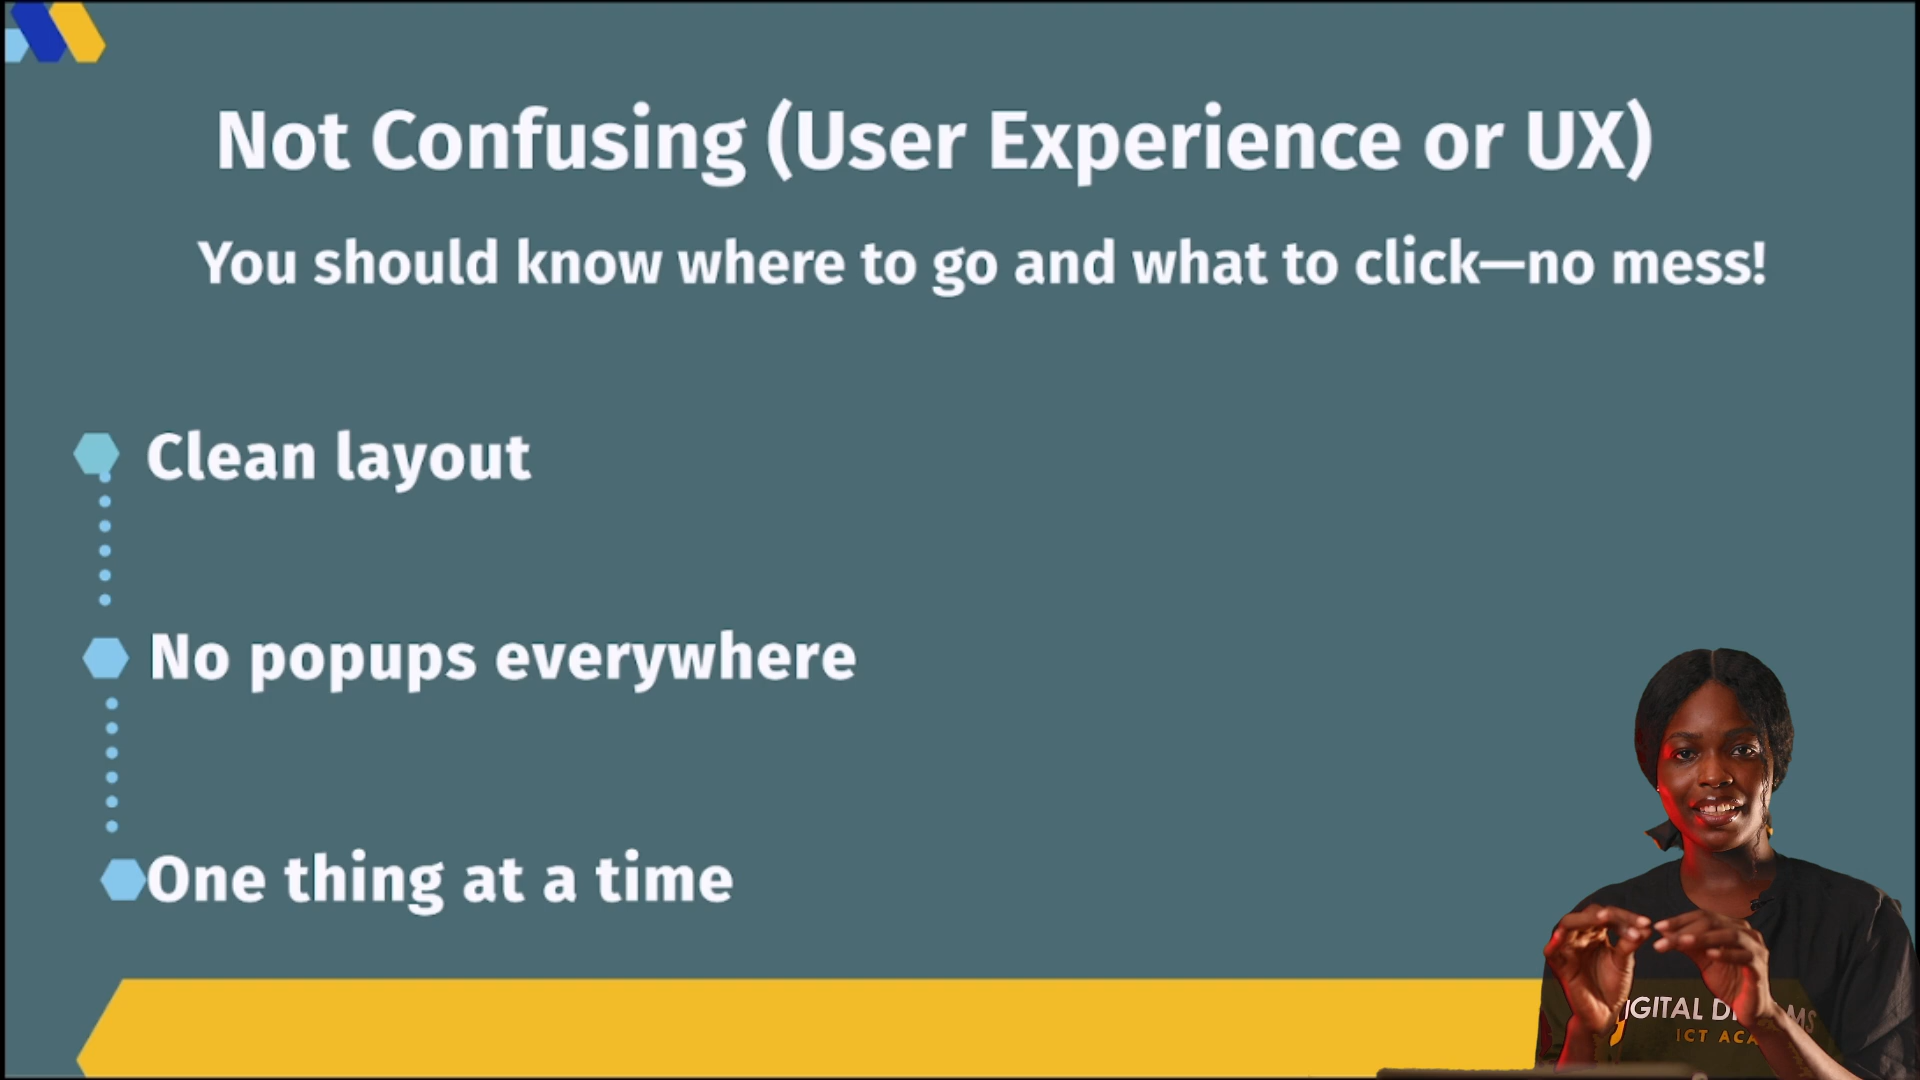 Not Confusing (User Experience or UX)
You should know where to go and what to click—no mess!
Clean layout
No popups everywhere
One thing at a time
ICT